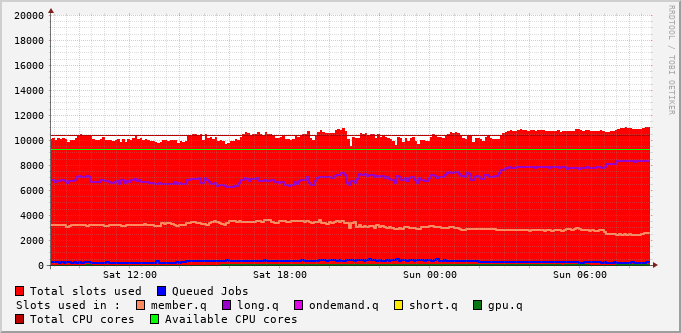 20000
18000
16000
14000
12000
10000
8000
6000
4000
2000
0
Sat 12:00 Sat 18:00 Sun 00:00 Sun 06:00
Total slots used Queued Jobs
Slots used in : member.q long.q ondemand.q short.q gpu.q
Total CPU cores Available CPU cores
RRDTOOL / TOBI OETIKER